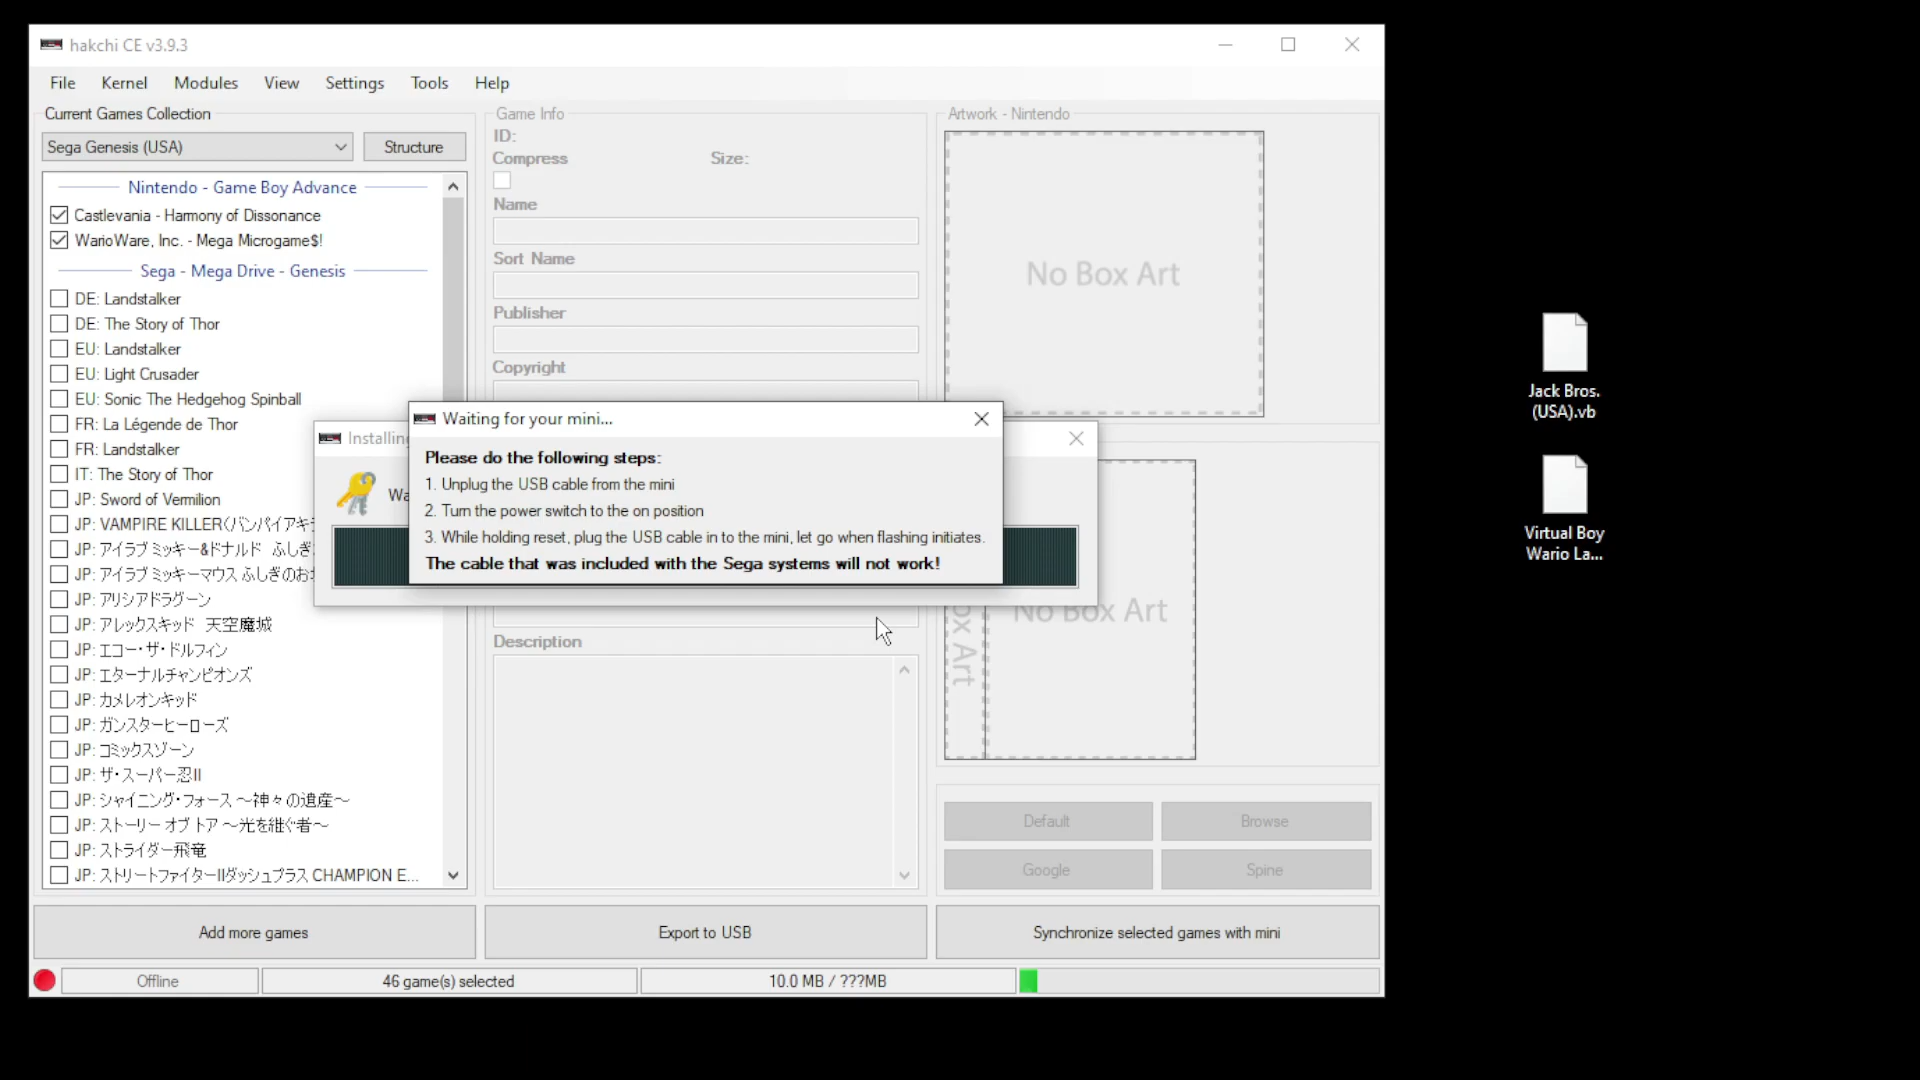 hakchi CE v3.9.3
File Kernel Modules View Settings Tools Help
Current Games Collection
Sega Genesis (USA)
Structure
Nintendo - Game Boy Advance
Castlevania - Harmony of Dissonance
WarioWare, Inc. - Mega Microgame$!
Sega - Mega Drive - Genesis
DE: Landstalker
DE: The Story of Thor
EU: Landstalker
EU: Light Crusader
EU: Sonic The Hedgehog Spinball
FR: La Légende de Thor
FR: Landstalker
IT: The Story of Thor
JP: Sword of Vermilion
JP: VAMPIRE KILLER(バンパイアキラ
JP: アイラブミッキー&ドナルド ふしぎ
JP: アイラブミッキーマウス ふしぎのお
JP: アリシアドラグーン
JP: アレックスキッド 天空魔城
JP: エコー・ザ・ドルフィン
JP: エターナルチャンピオンズ
JP: カメレオンキッド
JP: ガンスターヒーローズ
JP: コミックスゾーン
JP: ザ・スーパー忍II
JP: シャイニング・フォース ~神々の遺産~
JP: ストーリー オブ トア ~光を継ぐ者~
JP: ストライダー飛竜
JP: ストリートファイターIIダッシュプラス CHAMPION E...
Game Info
ID:
Compress
Size:
Name
Sort Name
Publisher
Copyright
Description
Artwork - Nintendo
No Box Art
No Box Art
ox Art
Default
Browse
Google
Spine
Installing
Wa
Waiting for your mini...
Please do the following steps:
1. Unplug the USB cable from the mini
2. Turn the power switch to the on position
3. While holding reset, plug the USB cable in to the mini, let go when flashing initiates.
The cable that was included with the Sega systems will not work!
Add more games
Export to USB
Synchronize selected games with mini
Offline
46 game(s) selected
10.0 MB / ???MB
Jack Bros.
(USA).vb
Virtual Boy
Wario La...